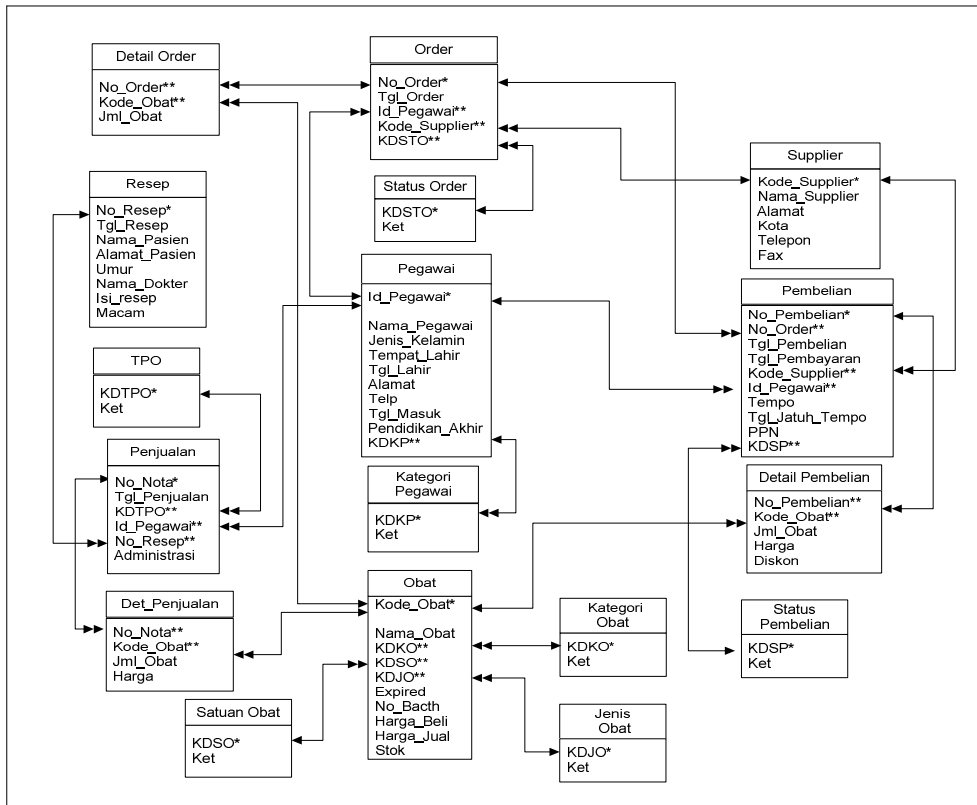 Detail Order
No_Order**
Kode_Obat**
Jml_Obat
Order
No_Order*
Tgl_Order
Id_Pegawai**
Kode_Supplier**
KDSTO**
Supplier
Kode_Supplier*
Nama_Supplier
Alamat
Kota
Telepon
Fax
Resep
No_Resep*
Tgl_Resep
Nama_Pasien
Alamat_Pasien
Umur
Nama_Dokter
Isi_resep
Macam
Status Order
KDSTO*
Ket
Pegawai
Id_Pegawai*
Nama_Pegawai
Jenis_Kelamin
Tempat_Lahir
Tgl_Lahir
Alamat
Telp
Tgl_Masuk
Pendidikan_Akhir
KDKP**
Pembelian
No_Pembelian*
No_Order**
Tgl_Pembelian
Tgl_Pembayaran
Kode_Supplier**
Id_Pegawai**
Tempo
Tgl_Jatuh_Tempo
PPN
KDSP**
TPO
KDTPO*
Ket
Penjualan
No_Nota*
Tgl_Penjualan
KDTPO**
Id_Pegawai**
No_Resep**
Administrasi
Kategori
Pegawai
KDKP*
Ket
Detail Pembelian
No_Pembelian**
Kode_Obat**
Jml_Obat
Harga
Diskon
Det_Penjualan
No_Nota**
Kode_Obat**
Jml_Obat
Harga
Obat
Kode_Obat*
Nama_Obat
KDKO**
KDSO**
KDJO**
Expired
No_Bacth
Harga_Beli
Harga_Jual
Stok
Kategori
Obat
KDKO*
Ket
Status
Pembelian
KDSP*
Ket
Satuan Obat
KDSO*
Ket
Jenis
Obat
KDJO*
Ket